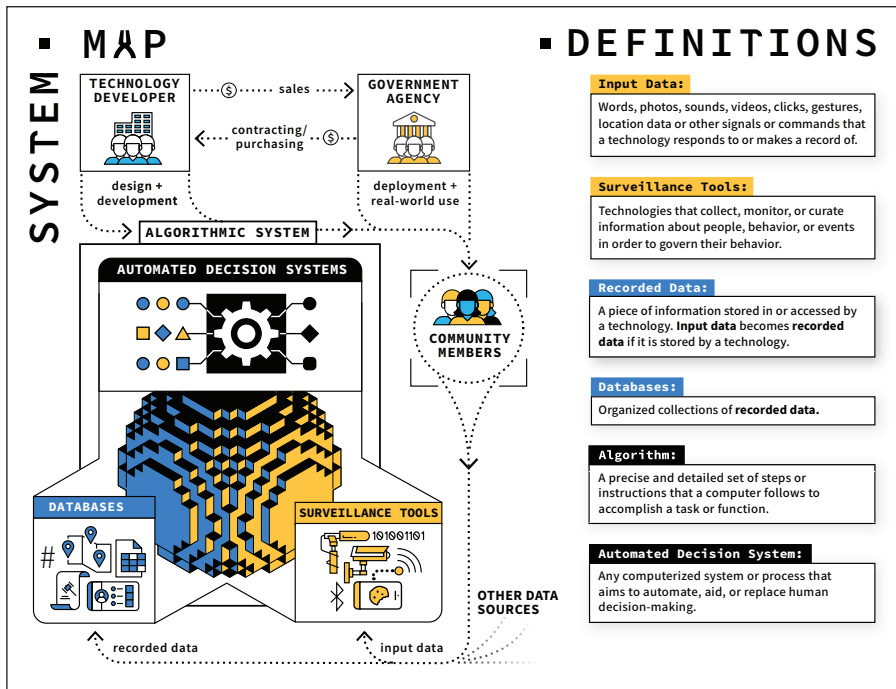 MAP
SYSTEM
TECHNOLOGY
DEVELOPER
$
sales
GOVERNMENT
AGENCY
contracting/
purchasing
$
design +
development
deployment +
real-world use
ALGORITHMIC SYSTEM
AUTOMATED DECISION SYSTEMS
COMMUNITY
MEMBERS
DATABASES
#
SURVEILLANCE TOOLS
101001101
OTHER DATA
SOURCES
recorded data
input data
DEFINITIONS
Input Data:
Words, photos, sounds, videos, clicks, gestures,
location data or other signals or commands that
a technology responds to or makes a record of.
Surveillance Tools:
Technologies that collect, monitor, or curate
information about people, behavior, or events
in order to govern their behavior.
Recorded Data:
A piece of information stored in or accessed by
a technology. Input data becomes recorded
data if it is stored by a technology.
Databases:
Organized collections of recorded data.
Algorithm:
A precise and detailed set of steps or
instructions that a computer follows to
accomplish a task or function.
Automated Decision System:
Any computerized system or process that
aims to automate, aid, or replace human
decision-making.